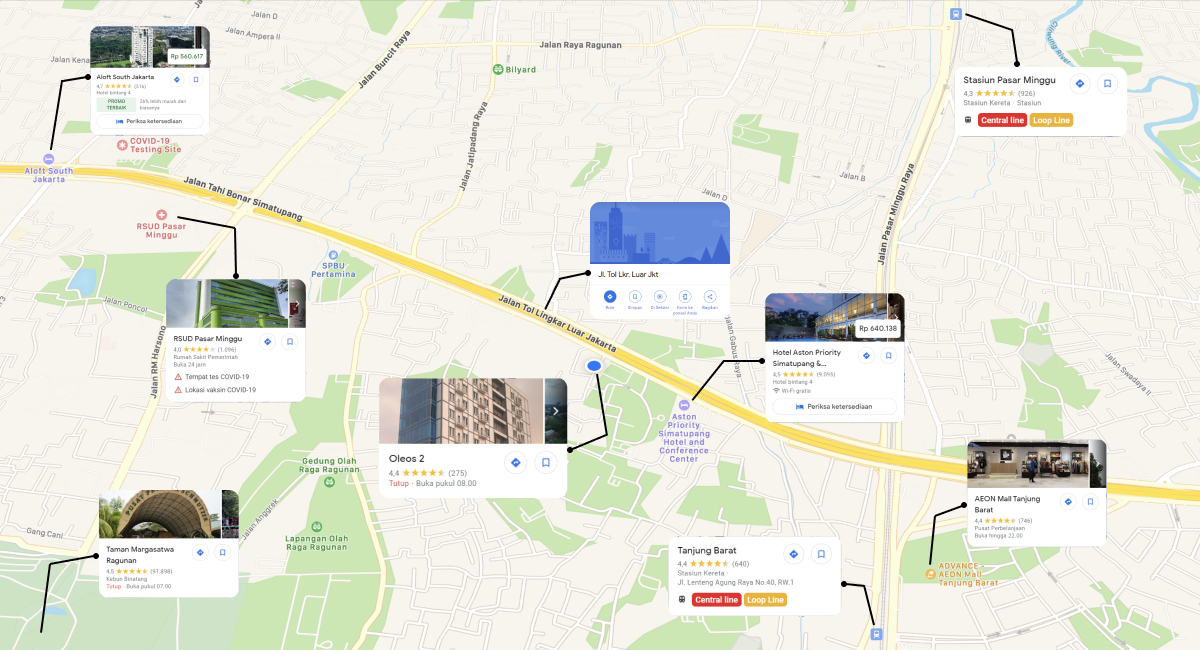 Jalan D
Jalan Ampera II
Jalan Kena
Jalan Buncit Raya
Jalan Raya Ragunan
Bilyard
Ciliwung River
Rp 560.617
Aloft South Jakarta
4,7 (516)
Hotel bintang 4
PROMO
TERBAIK
26% lebih murah dari
biasanya
Periksa ketersediaan
Stasiun Pasar Minggu
4,3 (926)
Stasiun Kereta · Stasiun
Central line
Loop Line
COVID-19
Testing Site
Aloft South
Jakarta
Jalan Jatipadang Raya
Jalan Tahi Bonar Simatupang
Jalan B
Jalan D
Jalan Pasar Minggu Raya
RSUD Pasar
Minggu
SPBU
Pertamina
Jalan Poncol
Jalan RM Harsono
RSUD Pasar Minggu
4,0 (1.096)
Rumah Sakit Pemerintah
Buka 24 jam
Tempat tes COVID-19
Lokasi vaksin COVID-19
Jl. Tol Lkr. Luar Jkt
Rute
Simpan
Di Sekitar
Kirim ke
ponsel Anda
Bagikan
Jalan Tol Lingkar Luar Jakarta
Jalan Gabus Raya
Rp 640.138
Hotel Aston Priority
Simatupang &...
4,5 (9.095)
Hotel bintang 4
Wi-Fi gratis
Periksa ketersediaan
Jalan Swadaya II
Oleos 2
4,4 (275)
Tutup · Buka pukul 08.00
Aston
Priority
Simatupang
Hotel and
Conference
Center
Gedung Olah
Raga Ragunan
Lapangan Olah
Raga Ragunan
Jalan Anggrek
Gang Cani
Taman Margasatwa
Ragunan
4,5 (91.898)
Kebun Binatang
Tutup · Buka pukul 07.00
AEON Mall Tanjung
Barat
4,4 (746)
Pusat Perbelanjaan
Buka hingga 22.00
ADVANCE -
AEON Mall
Tanjung Barat
Tanjung Barat
4,4 (640)
Stasiun Kereta ·
Jl. Lenteng Agung Raya No.40, RW.1
Central line
Loop Line